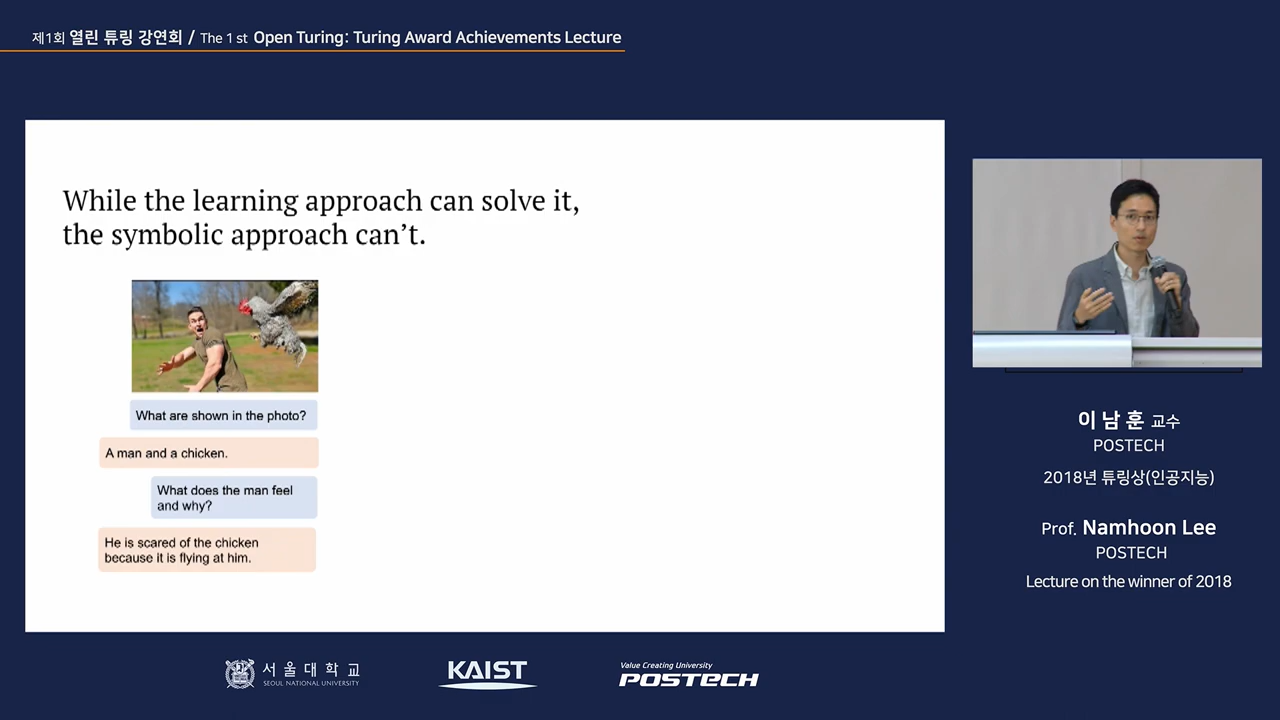 제1회 열린 튜링 강연회 / The 1 st Open Turing: Turing Award Achievements Lecture
While the learning approach can solve it,
the symbolic approach can’t.
What are shown in the photo?
A man and a chicken.
What does the man feel
and why?
He is scared of the chicken
because it is flying at him.
이 남 훈 교수
POSTECH
2018년 튜링상(인공지능)
Prof. Namhoon Lee
POSTECH
Lecture on the winner of 2018
서울대학교
SEOUL NATIONAL UNIVERSITY
KAIST
Value Creating University
POSTECH